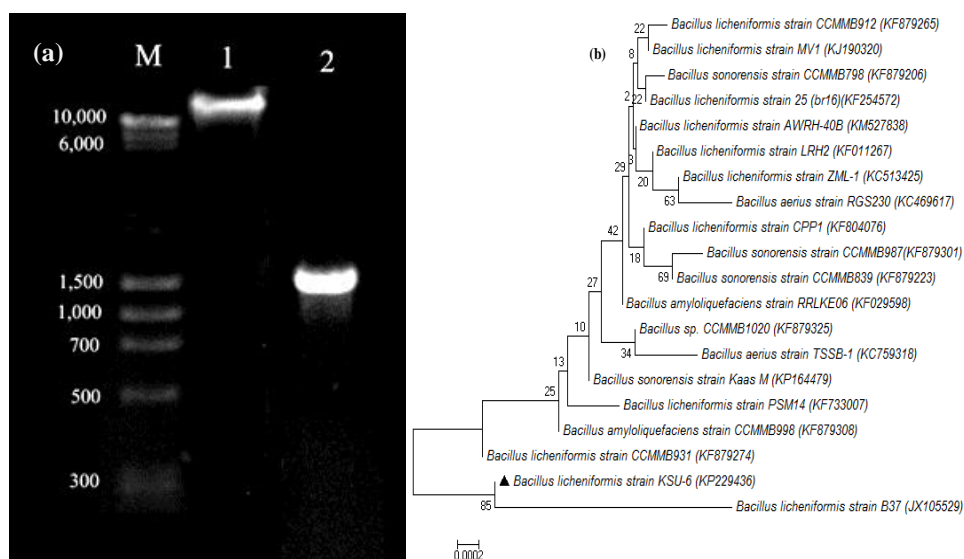 (a) M 1 2
10,000
6,000
1,500
1,000
700
500
300
(b)
Bacillus licheniformis strain CCMMB912 (KF879265)
22
Bacillus licheniformis strain MV1 (KJ190320)
8
Bacillus sonorensis strain CCMMB798 (KF879206)
2
22
Bacillus licheniformis strain 25 (br16)(KF254572)
Bacillus licheniformis strain AWRH-40B (KM527838)
3
Bacillus licheniformis strain LRH2 (KF011267)
29
20
Bacillus licheniformis strain ZML-1 (KC513425)
63
Bacillus aerius strain RGS230 (KC469617)
Bacillus licheniformis strain CPP1 (KF804076)
42
18
Bacillus sonorensis strain CCMMB987(KF879301)
69
Bacillus sonorensis strain CCMMB839 (KF879223)
27
Bacillus amyloliquefaciens strain RRLKE06 (KF029598)
Bacillus sp. CCMMB1020 (KF879325)
10
34
Bacillus aerius strain TSSB-1 (KC759318)
13
Bacillus sonorensis strain Kaas M (KP164479)
25
Bacillus licheniformis strain PSM14 (KF733007)
Bacillus amyloliquefaciens strain CCMMB998 (KF879308)
Bacillus licheniformis strain CCMMB931 (KF879274)
▲ Bacillus licheniformis strain KSU-6 (KP229436)
85
Bacillus licheniformis strain B37 (JX105529)
0.0002